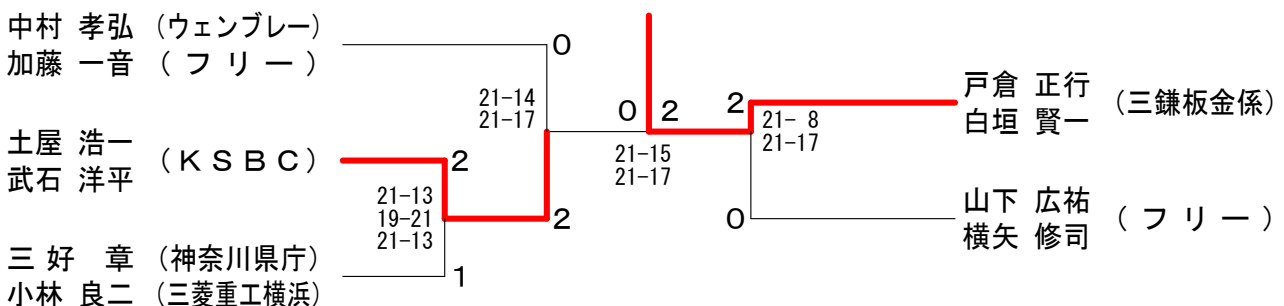 中村 孝弘 (ウェンブレー)
加藤 一音 ( フ リ ー )
0
21-14
21-17
土屋 浩一
武石 洋平
( K S B C )
2
21-13
19-21
21-13
2
三 好 章 (神奈川県庁)
小林 良二 (三菱重工横浜)
1
0 2
21-15
21-17
2
21- 8
21-17
戸倉 正行
白垣 賢一
(三鎌板金係)
0
山下 広祐
横矢 修司
( フ リ ー )